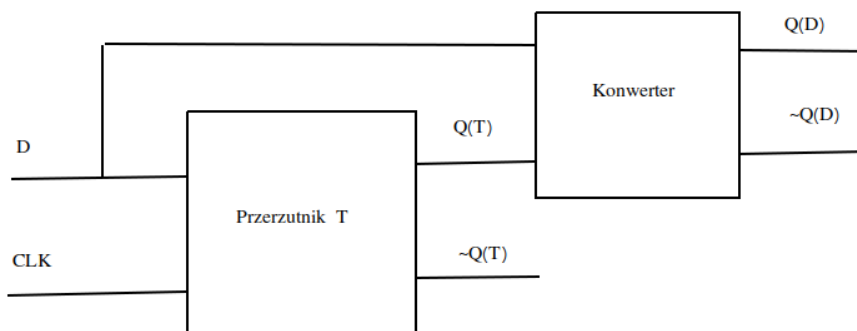 Q(D)
Konwerter
~Q(D)
Q(T)
D
Przerzutnik T
~Q(T)
CLK